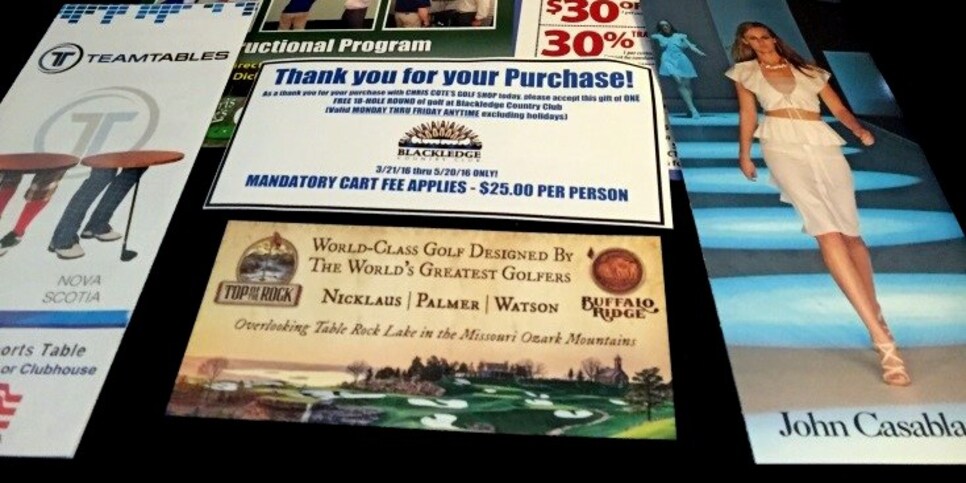 TEAMTABLES
NOVA
SCOTIA
orts Table
or Clubhouse
uctional Program
$30 OF
30%
Thank you for your Purchase!
As a thank you for your purchase with CHRIS COTE'S GOLF SHOP today, please accept this gift of ONE
FREE 18-HOLE ROUND of golf at Blackledge Country Club
(Valid MONDAY THRU FRIDAY ANYTIME excluding holidays)
BLACKLEDGE
COUNTRY CLUB
3/21/16 thru 5/20/16 ONLY!
MANDATORY CART FEE APPLIES - $25.00 PER PERSON
TOP OF THE ROCK
WORLD-CLASS GOLF DESIGNED BY
THE WORLD'S GREATEST GOLFERS
NICKLAUS | PALMER | WATSON
BUFFALO
RIDGE
Overlooking Table Rock Lake in the Missouri Ozark Mountains
John Casabla